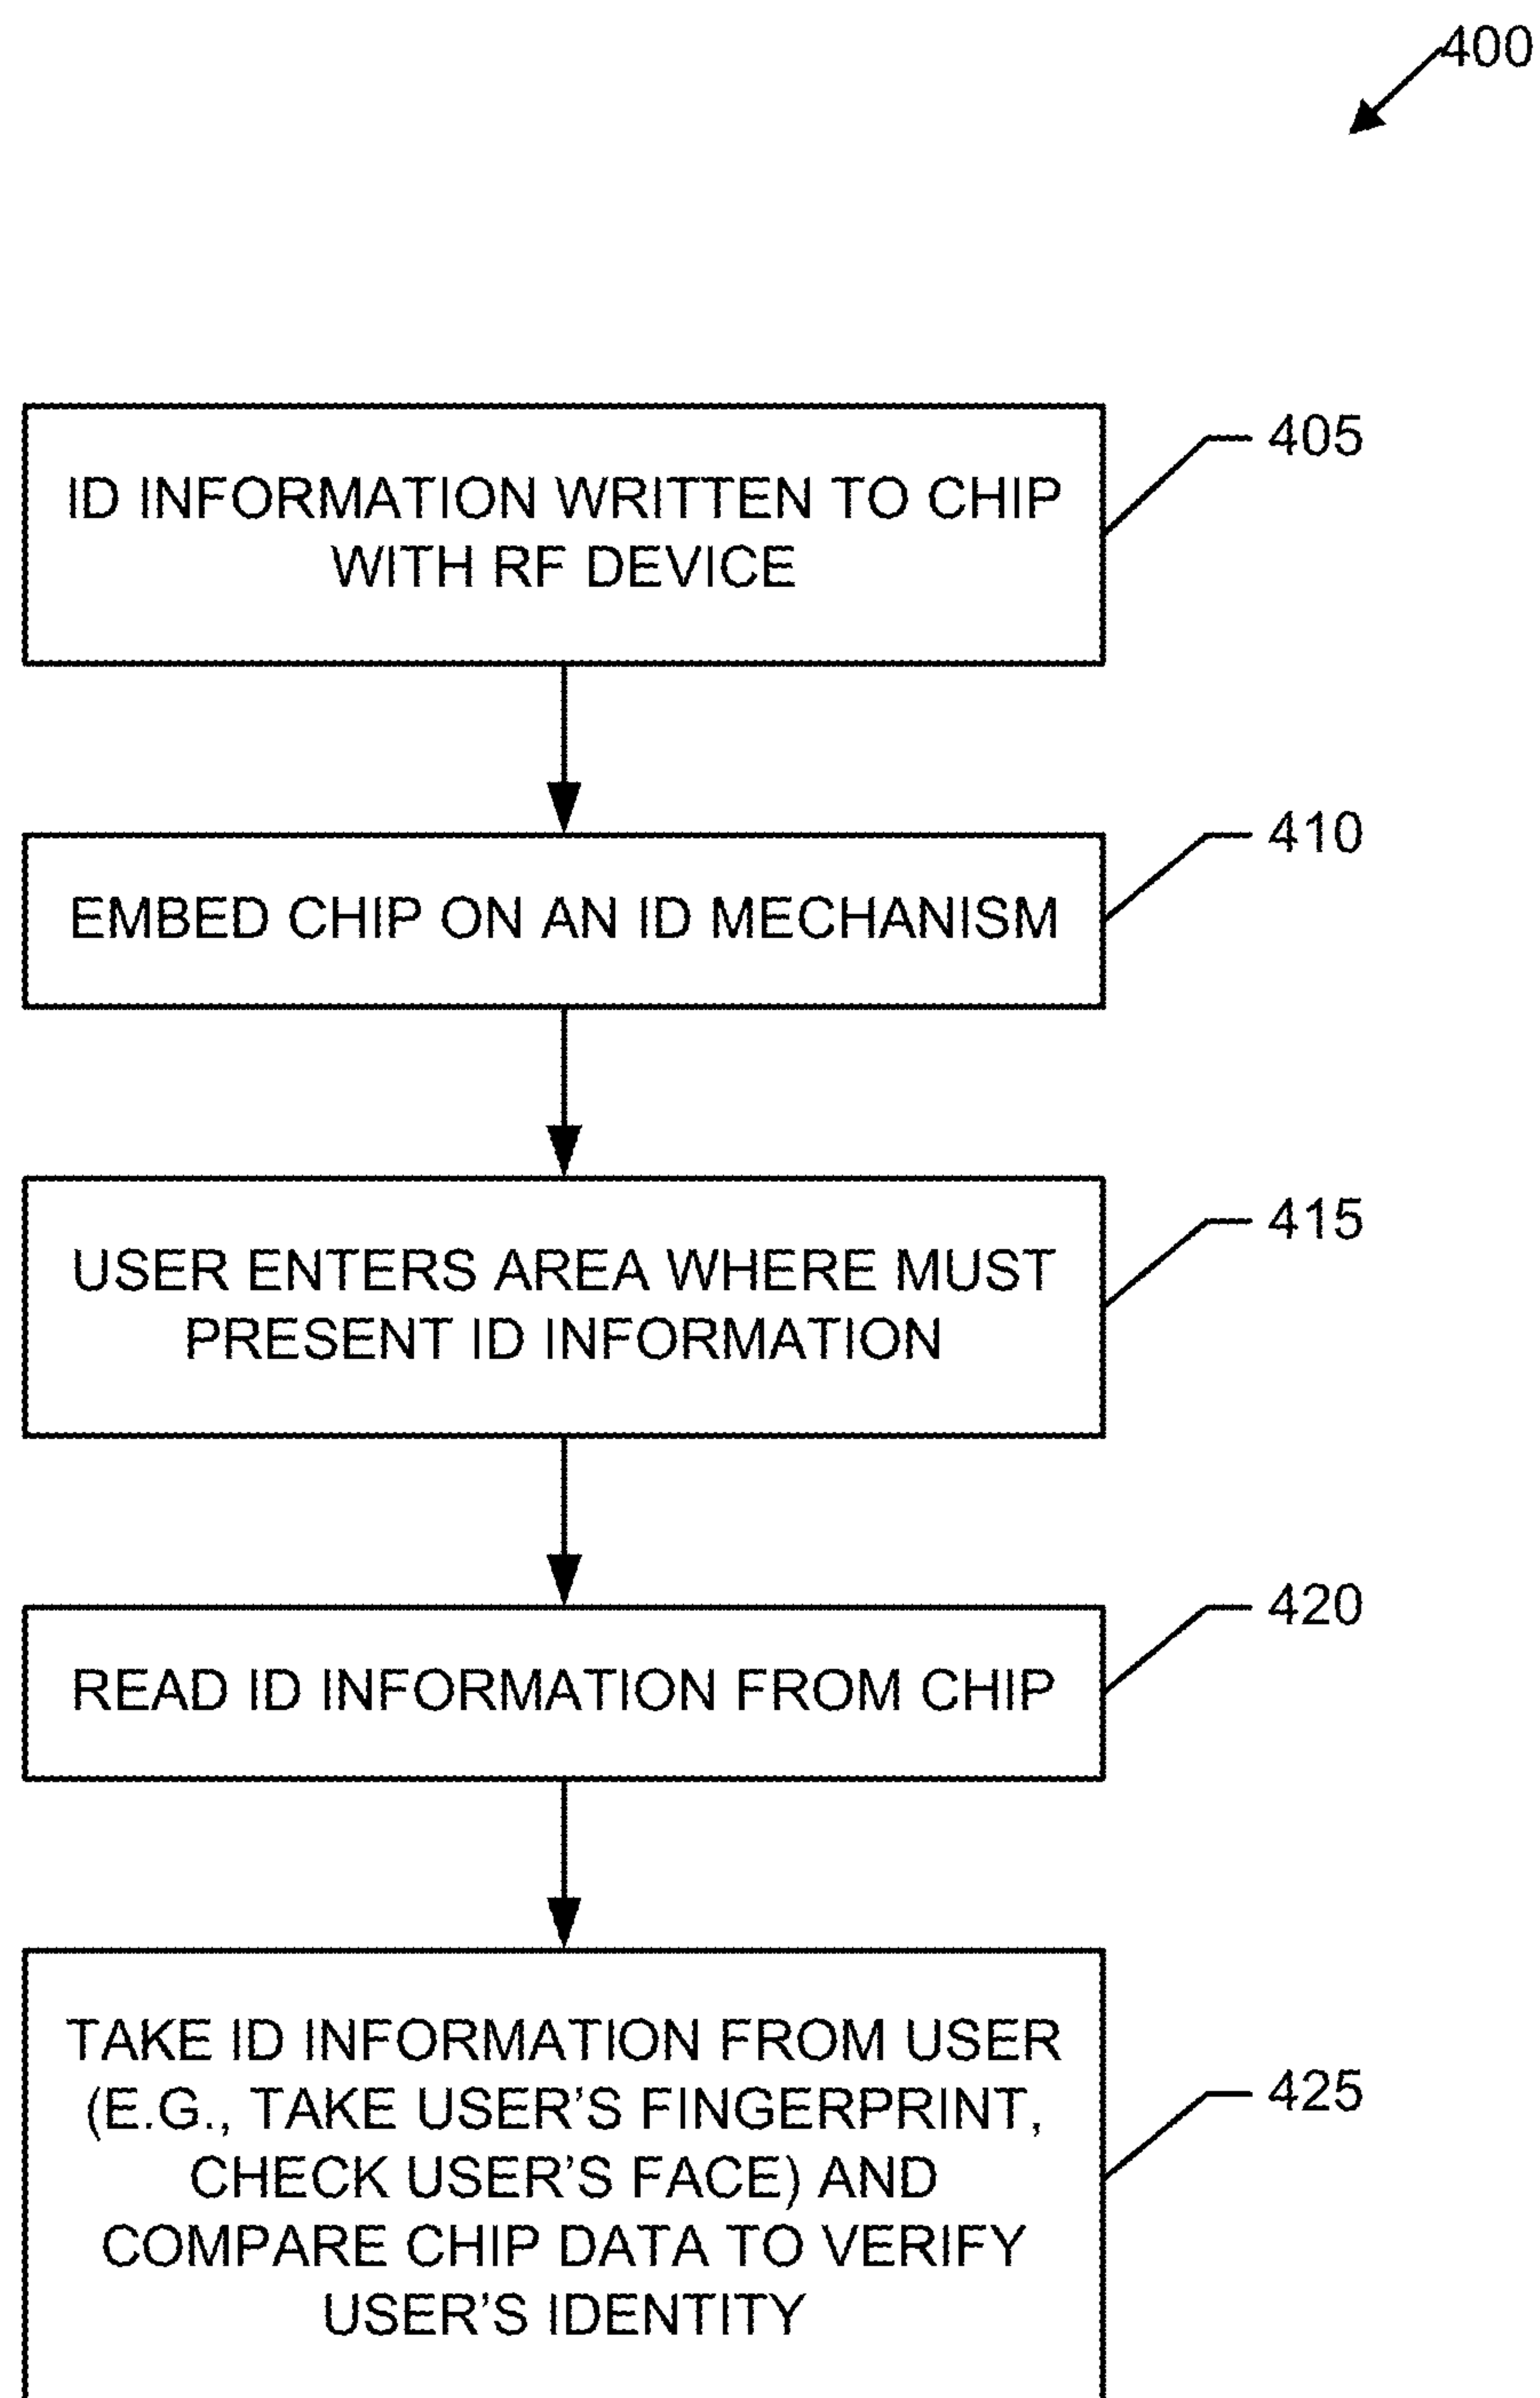 400
ID INFORMATION WRITTEN TO CHIP
WITH RF DEVICE
405
EMBED CHIP ON AN ID MECHANISM
410
USER ENTERS AREA WHERE MUST
PRESENT ID INFORMATION
415
READ ID INFORMATION FROM CHIP
420
TAKE ID INFORMATION FROM USER
(E.G., TAKE USER'S FINGERPRINT,
CHECK USER'S FACE) AND
COMPARE CHIP DATA TO VERIFY
USER'S IDENTITY
425